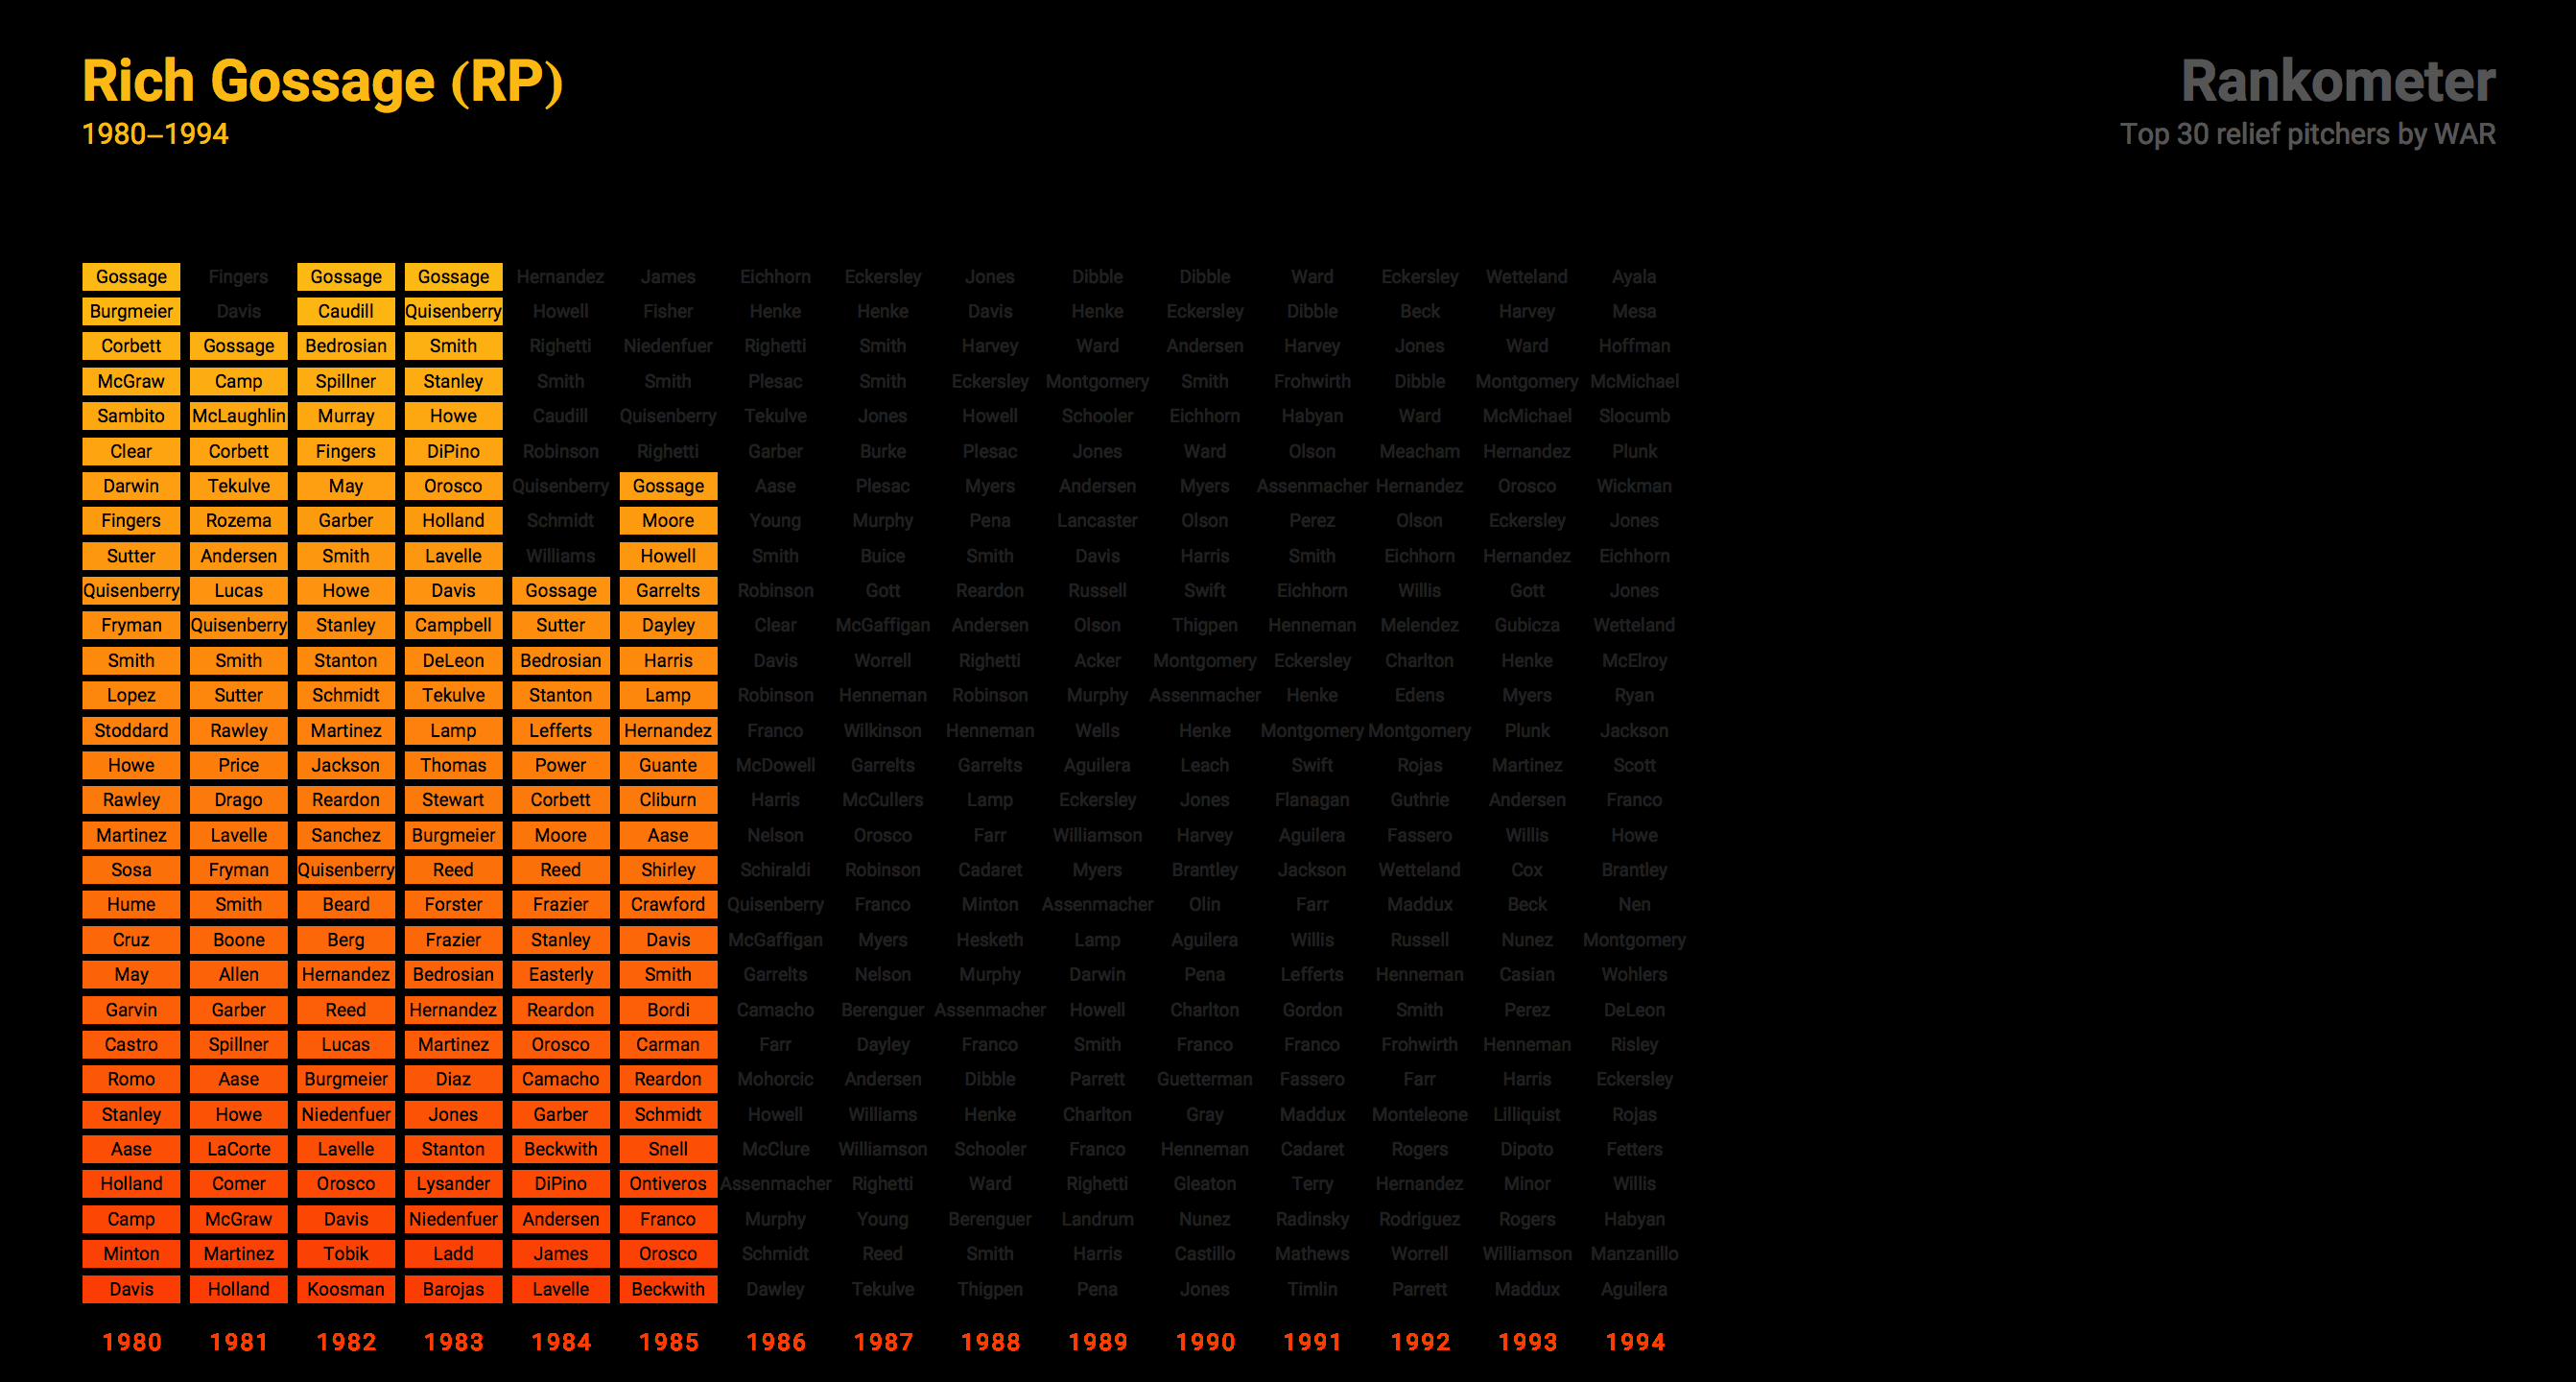 Rich Gossage (RP)
1980–1994
Rankometer
Top 30 relief pitchers by WAR
Gossage Fingers Gossage Gossage Hernandez James Eichhorn Eckersley Jones Dibble Dibble Ward Eckersley Wetteland Ayala
Burgmeier Davis Caudill Quisenberry Howell Fisher Henke Henke Davis Henke Eckersley Dibble Beck Harvey Mesa
Corbett Gossage Bedrosian Smith Righetti Niedenfuer Righetti Smith Harvey Ward Andersen Harvey Jones Ward Hoffman
McGraw Camp Spillner Stanley Smith Smith Plesac Smith Eckersley Montgomery Smith Frohwirth Dibble Montgomery McMichael
Sambito McLaughlin Murray Howe Caudill Quisenberry Tekulve Jones Howell Schooler Eichhorn Habyan Ward McMichael Slocumb
Clear Corbett Fingers DiPino Robinson Righetti Garber Burke Plesac Jones Ward Olson Meacham Hernandez Plunk
Darwin Tekulve May Orosco Quisenberry Gossage Aase Plesac Myers Andersen Myers Assenmacher Hernandez Orosco Wickman
Fingers Rozema Garber Holland Schmidt Moore Young Murphy Pena Lancaster Olson Perez Olson Eckersley Jones
Sutter Andersen Smith Lavelle Williams Howell Smith Buice Smith Davis Harris Smith Eichhorn Hernandez Eichhorn
Quisenberry Lucas Howe Davis Gossage Garrelts Robinson Gott Reardon Russell Swift Eichhorn Willis Gott Jones
Fryman Quisenberry Stanley Campbell Sutter Dayley Clear McGaffigan Andersen Olson Thigpen Henneman Melendez Gubicza Wetteland
Smith Smith Stanton DeLeon Bedrosian Harris Davis Worrell Righetti Acker Montgomery Eckersley Charlton Henke McElroy
Lopez Sutter Schmidt Tekulve Stanton Lamp Robinson Henneman Robinson Murphy Assenmacher Henke Edens Myers Ryan
Stoddard Rawley Martinez Lamp Lefferts Hernandez Franco Wilkinson Henneman Wells Henke Montgomery Montgomery Plunk Jackson
Howe Price Jackson Thomas Power Guante McDowell Garrelts Garrelts Aguilera Leach Swift Rojas Martinez Scott
Rawley Drago Reardon Stewart Corbett Cliburn Harris McCullers Lamp Eckersley Jones Flanagan Guthrie Andersen Franco
Martinez Lavelle Sanchez Burgmeier Moore Aase Nelson Orosco Farr Williamson Harvey Aguilera Fassero Willis Howe
Sosa Fryman Quisenberry Reed Reed Shirley Schiraldi Robinson Cadaret Myers Brantley Jackson Wetteland Cox Brantley
Hume Smith Beard Forster Frazier Crawford Quisenberry Franco Minton Assenmacher Olin Farr Maddux Beck Nen
Cruz Boone Berg Frazier Stanley Davis McGaffigan Myers Hesketh Lamp Aguilera Willis Russell Nunez Montgomery
May Allen Hernandez Bedrosian Easterly Smith Garrelts Nelson Murphy Darwin Pena Lefferts Henneman Casian Wohlers
Garvin Garber Reed Hernandez Reardon Bordi Camacho Berenguer Assenmacher Howell Charlton Gordon Smith Perez DeLeon
Castro Spillner Lucas Martinez Orosco Carman Farr Dayley Franco Smith Franco Franco Frohwirth Henneman Risley
Romo Aase Burgmeier Diaz Camacho Reardon Mohorcic Andersen Dibble Parrett Guetterman Fassero Farr Harris Eckersley
Stanley Howe Niedenfuer Jones Garber Schmidt Howell Williams Henke Charlton Gray Maddux Monteleone Lilliquist Rojas
Aase LaCorte Lavelle Stanton Beckwith Snell McClure Williamson Schooler Franco Henneman Cadaret Rogers Dipoto Fetters
Holland Comer Orosco Lysander DiPino Ontiveros Assenmacher Righetti Ward Righetti Gleaton Terry Hernandez Minor Willis
Camp McGraw Davis Niedenfuer Andersen Franco Murphy Young Berenguer Landrum Nunez Radinsky Rodriguez Rogers Habyan
Minton Martinez Tobik Ladd James Orosco Schmidt Reed Smith Harris Castillo Mathews Worrell Williamson Manzanillo
Davis Holland Koosman Barojas Lavelle Beckwith Dawley Tekulve Thigpen Pena Jones Timlin Parrett Maddux Aguilera
1980 1981 1982 1983 1984 1985 1986 1987 1988 1989 1990 1991 1992 1993 1994